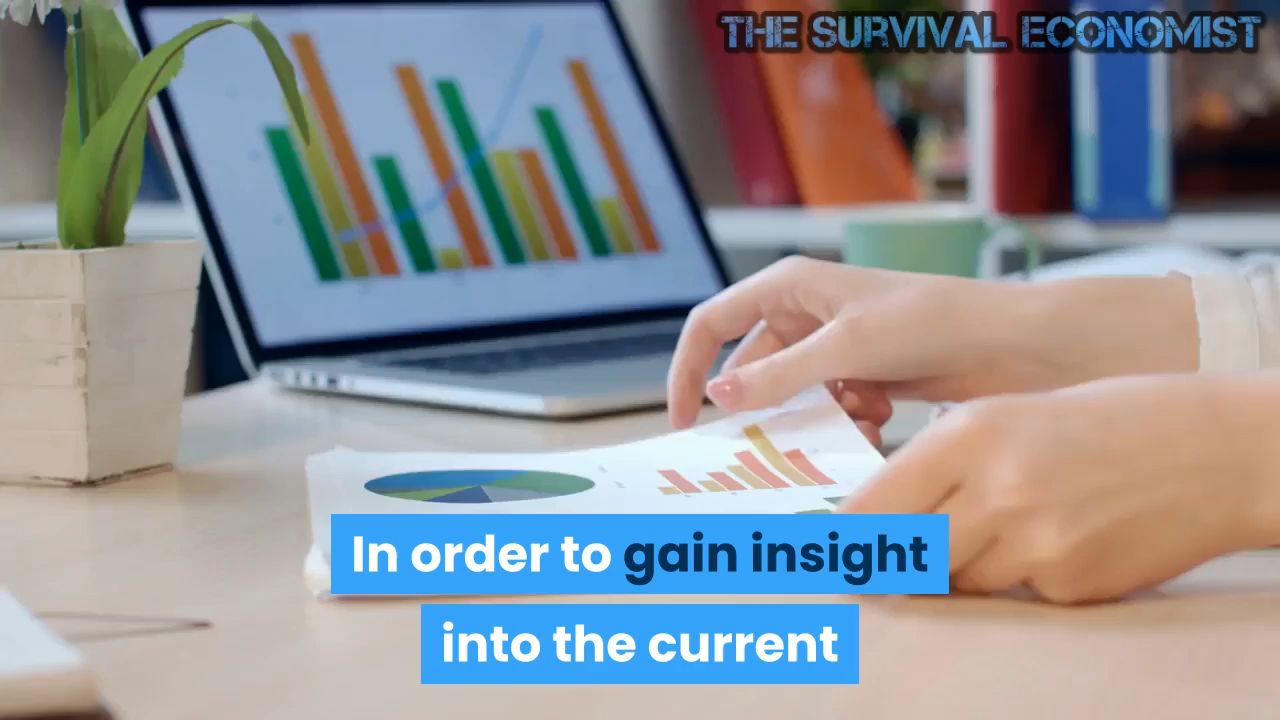 THE SURVIVAL ECONOMIST
In order to gain insight
into the current